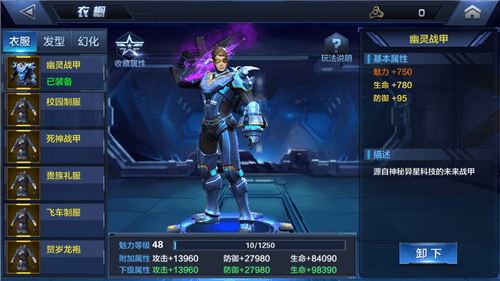 衣橱
0
衣服 发型 幻化
幽灵战甲
已装备
校园制服
死神战甲
贵族礼服
飞车制服
贺岁龙袍
收藏属性
玩法说明
魅力等级 48 10/1250
附加属性 攻击+13960 防御+27980 生命+84090
下级属性 攻击+13960 防御+27980 生命+98390
幽灵战甲
基本属性
魅力 +750
生命 +780
防御 +95
描述
源自神秘异星科技的未来战甲
卸下